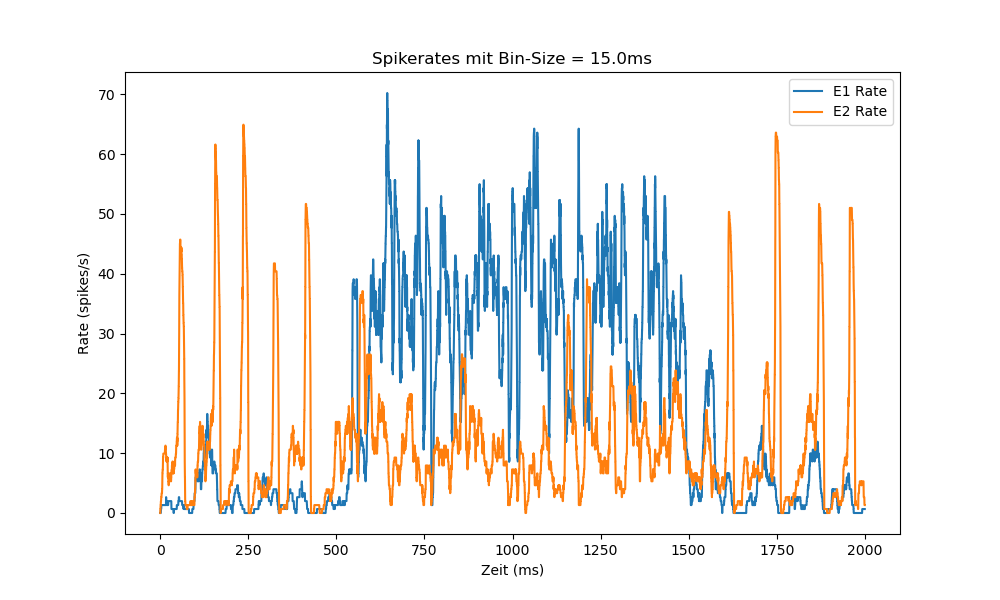 Spikerates mit Bin-Size = 15.0ms
E1 Rate
E2 Rate
Rate (spikes/s)
70
60
50
40
30
20
10
0
0 250 500 750 1000 1250 1500 1750 2000
Zeit (ms)